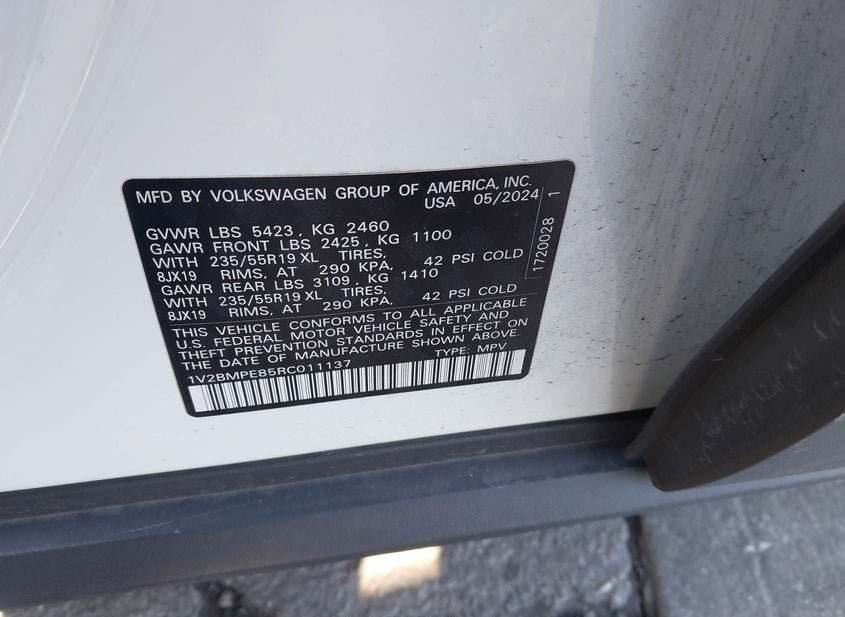 MFD BY VOLKSWAGEN GROUP OF AMERICA, INC.
USA 05/2024
GVWR LBS 5423, KG 2460
GAWR FRONT LBS 2425, KG 1100
WITH 235/55R19 XL TIRES, 42 PSI COLD
8JX19 RIMS, AT 290 KPA,
GAWR REAR LBS 3109, KG 1410
WITH 235/55R19 XL TIRES, 42 PSI COLD
8JX19 RIMS, AT 290 KPA,
THIS VEHICLE CONFORMS TO ALL APPLICABLE
U.S. FEDERAL MOTOR VEHICLE SAFETY AND
THEFT PREVENTION STANDARDS IN EFFECT ON
THE DATE OF MANUFACTURE SHOWN ABOVE.
1V2BMPE85RC011137 TYPE: MPV
1720028 1